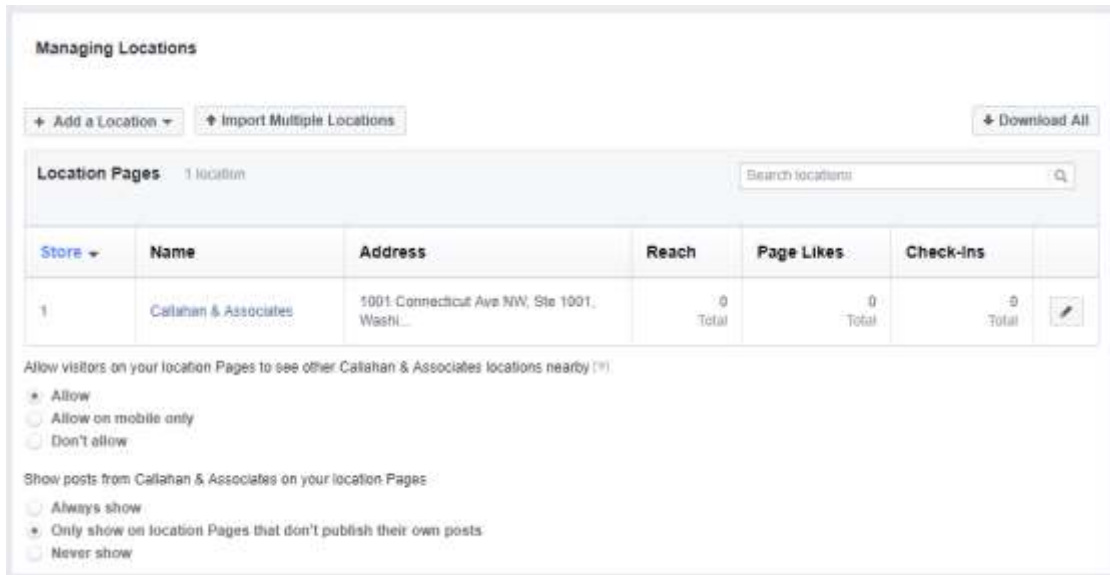 Managing Locations
+ Add a Location
Import Multiple Locations
Download All
Location Pages 1 location
Search locations
Store Name Address Reach Page Likes Check-Ins
1 Callahan & Associates 1001 Connecticut Ave NW, Ste 1001, Washi... 0 Total 0 Total 0 Total
Allow visitors on your location Pages to see other Callahan & Associates locations nearby [?]
Allow
Allow on mobile only
Don't allow
Show posts from Callahan & Associates on your location Pages
Always show
Only show on location Pages that don't publish their own posts
Never show